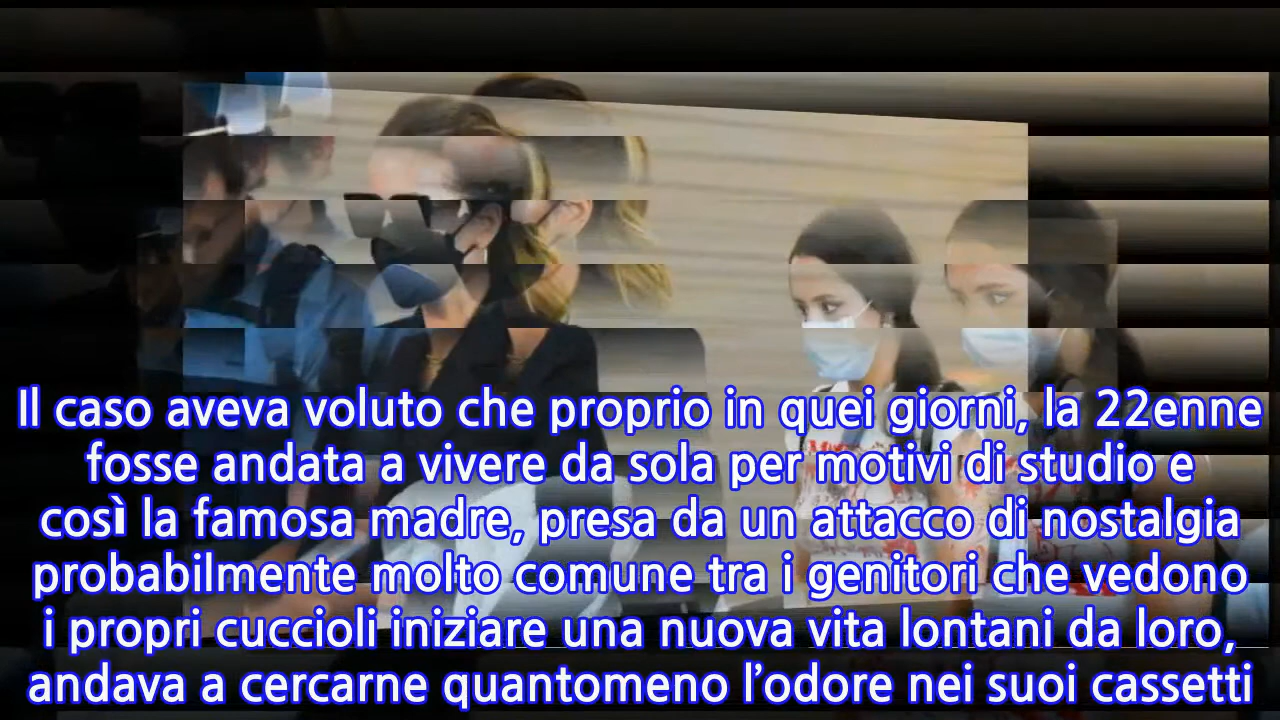 Il caso aveva voluto che proprio in quei giorni, la 22enne
fosse andata a vivere da sola per motivi di studio e
così la famosa madre, presa da un attacco di nostalgia
probabilmente molto comune tra i genitori che vedono
i propri cuccioli iniziare una nuova vita lontani da loro,
andava a cercarne quantomeno l’odore nei suoi cassetti